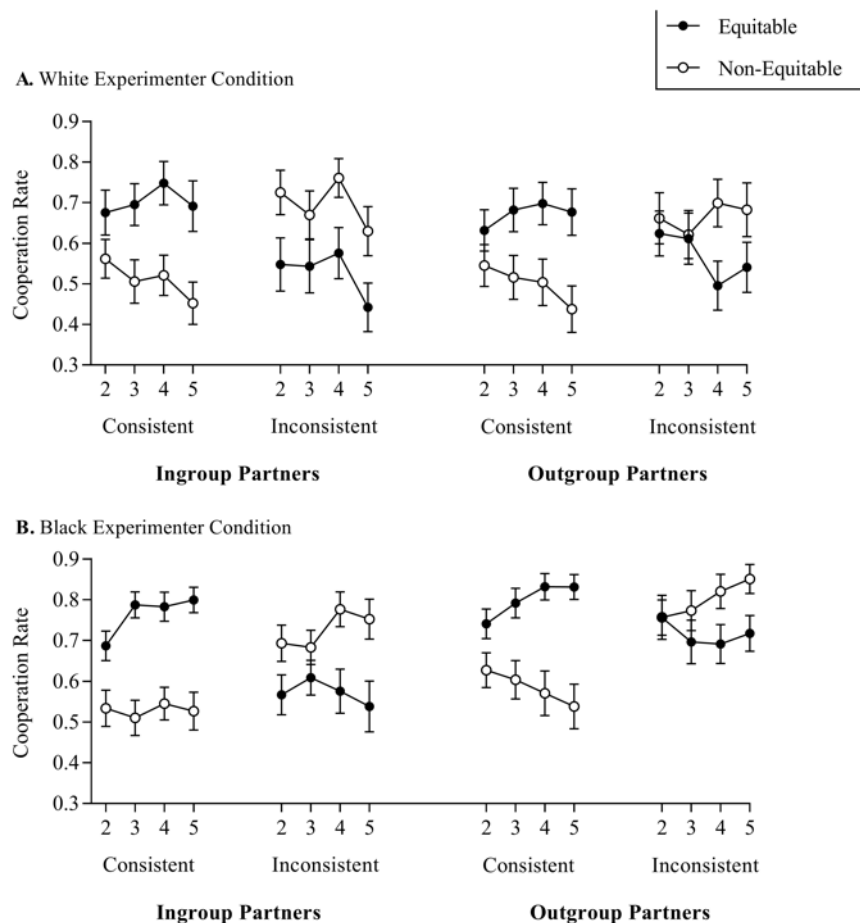 Equitable
Non-Equitable
A. White Experimenter Condition
Cooperation Rate
0.9
0.8
0.7
0.6
0.5
0.4
0.3
2 3 4 5 2 3 4 5 2 3 4 5 2 3 4 5
Consistent Inconsistent Consistent Inconsistent
Ingroup Partners Outgroup Partners
B. Black Experimenter Condition
Cooperation Rate
0.9
0.8
0.7
0.6
0.5
0.4
0.3
2 3 4 5 2 3 4 5 2 3 4 5 2 3 4 5
Consistent Inconsistent Consistent Inconsistent
Ingroup Partners Outgroup Partners